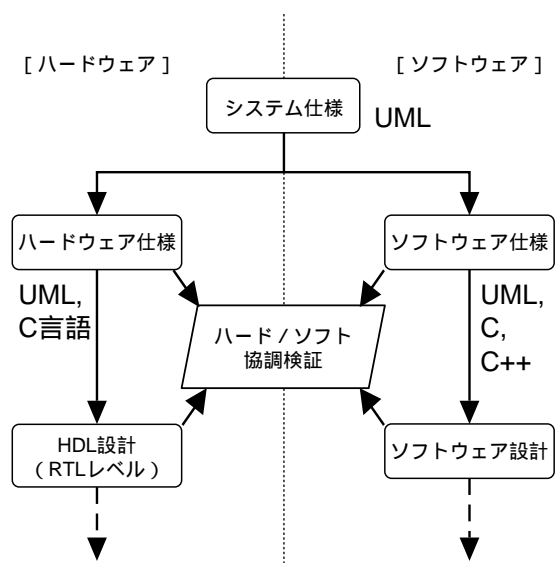 [ ハードウェア ]
[ ソフトウェア ]
システム仕様
UML
ハードウェア仕様
ソフトウェア仕様
UML,
C言語
ハード / ソフト
協調検証
UML,
C,
C++
HDL設計
( RTLレベル )
ソフトウェア設計